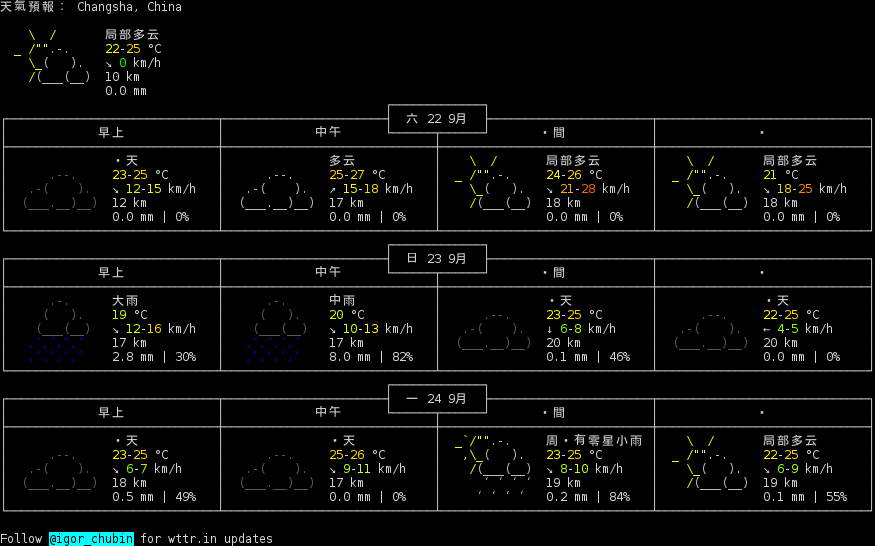 天氣預報： Changsha, China
局部多云
22-25 °C
↘ 0 km/h
10 km
0.0 mm
六 22 9月
早上 中午 ・間 ・
・天 多云 局部多云 局部多云
23-25 °C 25-27 °C 24-26 °C 21 °C
↘ 12-15 km/h ↗ 15-18 km/h ↘ 21-28 km/h ↘ 18-25 km/h
12 km 17 km 18 km 18 km
0.0 mm | 0% 0.0 mm | 0% 0.0 mm | 0% 0.0 mm | 0%
日 23 9月
早上 中午 ・間 ・
大雨 中雨 ・天 ・天
19 °C 20 °C 23-25 °C 22-25 °C
↘ 12-16 km/h ↘ 10-13 km/h ↓ 6-8 km/h ← 4-5 km/h
17 km 17 km 20 km 20 km
2.8 mm | 30% 8.0 mm | 82% 0.1 mm | 46% 0.0 mm | 0%
一 24 9月
早上 中午 ・間 ・
・天 ・天 周・有零星小雨 局部多云
23-25 °C 25-26 °C 23-25 °C 22-25 °C
↘ 6-7 km/h ↘ 9-11 km/h ↘ 8-10 km/h ↘ 6-9 km/h
18 km 17 km 19 km 19 km
0.5 mm | 49% 0.0 mm | 0% 0.2 mm | 84% 0.1 mm | 55%
Follow @igor_chubin for wttr.in updates